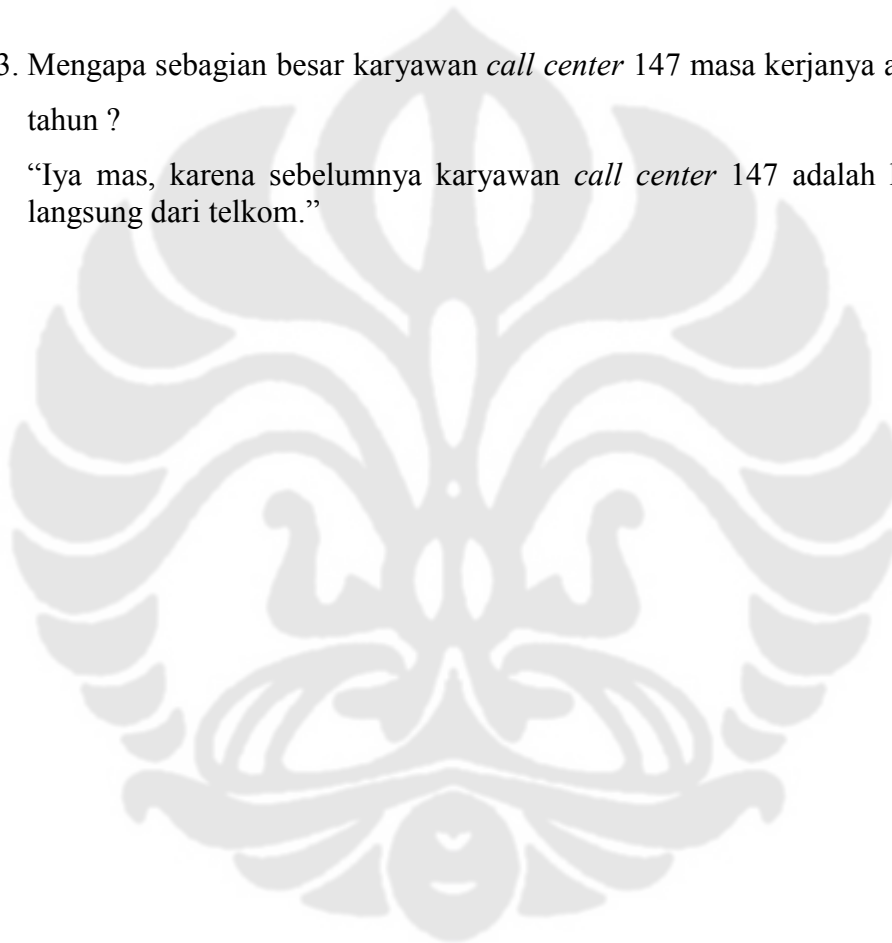 3. Mengapa sebagian besar karyawan call center 147 masa kerjanya
tahun ?
“Iya mas, karena sebelumnya karyawan call center 147 adalah
langsung dari telkom.”